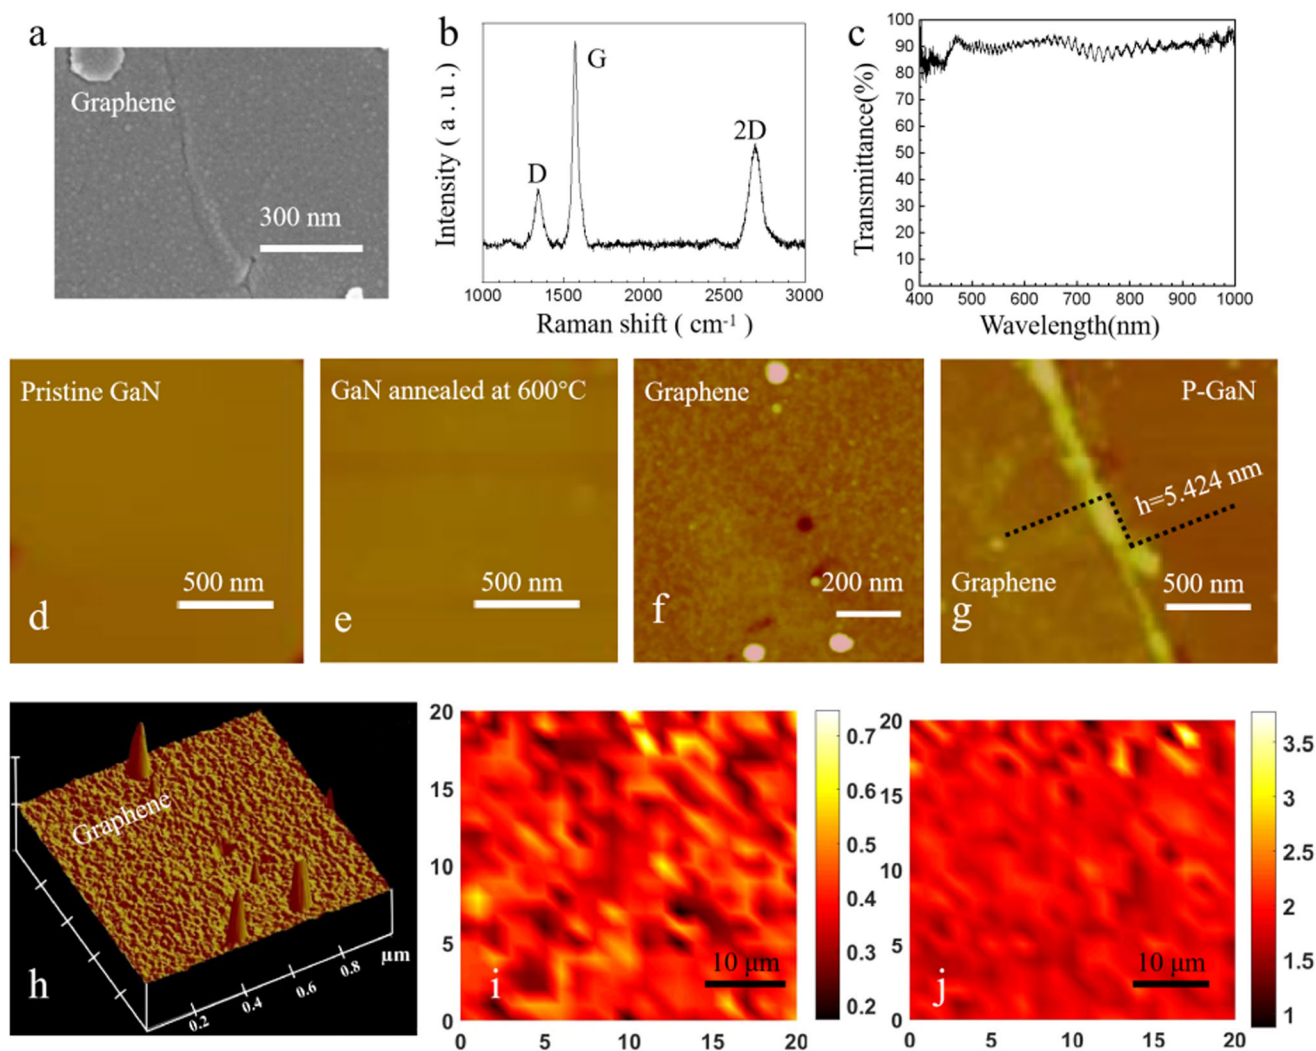 a
Graphene
300 nm
b
Intensity ( a . u. )
D
G
2D
1000 1500 2000 2500 3000
Raman shift ( cm-1 )
c
Transmittance(%)
100
90
80
70
60
50
40
30
20
10
0
400 500 600 700 800 900 1000
Wavelength(nm)
Pristine GaN
500 nm
d
GaN annealed at 600°C
500 nm
e
Graphene
200 nm
f
P-GaN
h=5.424 nm
Graphene
500 nm
g
Graphene
h
0.2 0.4 0.6 0.8 µm
20
15
10
5
0
0 5 10 15 20
i
10 µm
0.7
0.6
0.5
0.4
0.3
0.2
20
15
10
5
0
0 5 10 15 20
j
10 µm
3.5
3
2.5
2
1.5
1